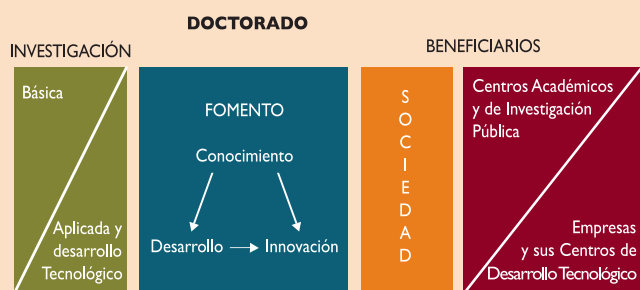 DOCTORADO
INVESTIGACIÓN
BENEFICIARIOS
Básica
Aplicada y
desarrollo
Tecnológico
FOMENTO
Conocimiento
Desarrollo
Innovación
SOCIEDAD
Centros Académicos
y de Investigación
Pública
Empresas
y sus Centros de
Desarrollo Tecnológico